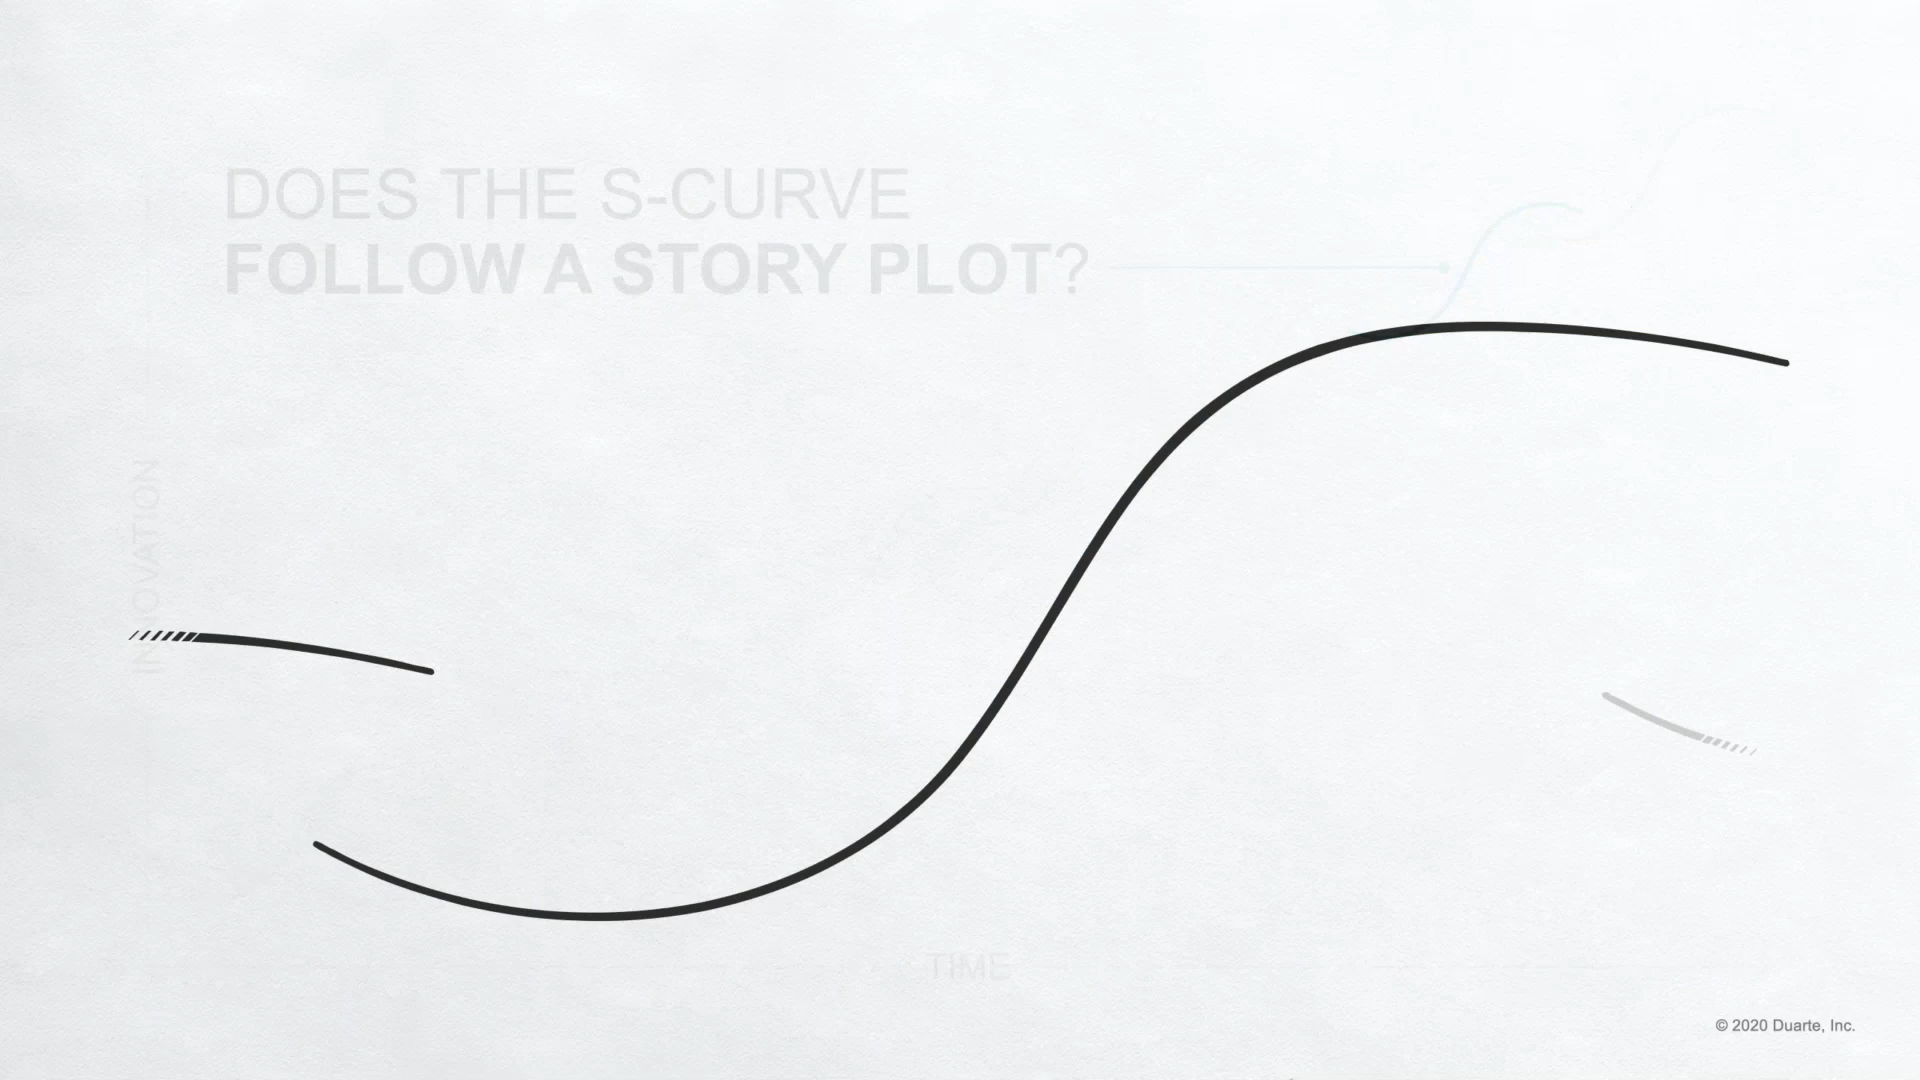 DOES THE S-CURVE
FOLLOW A STORY PLOT?
INNOVATION
TIME
© 2020 Duarte, Inc.